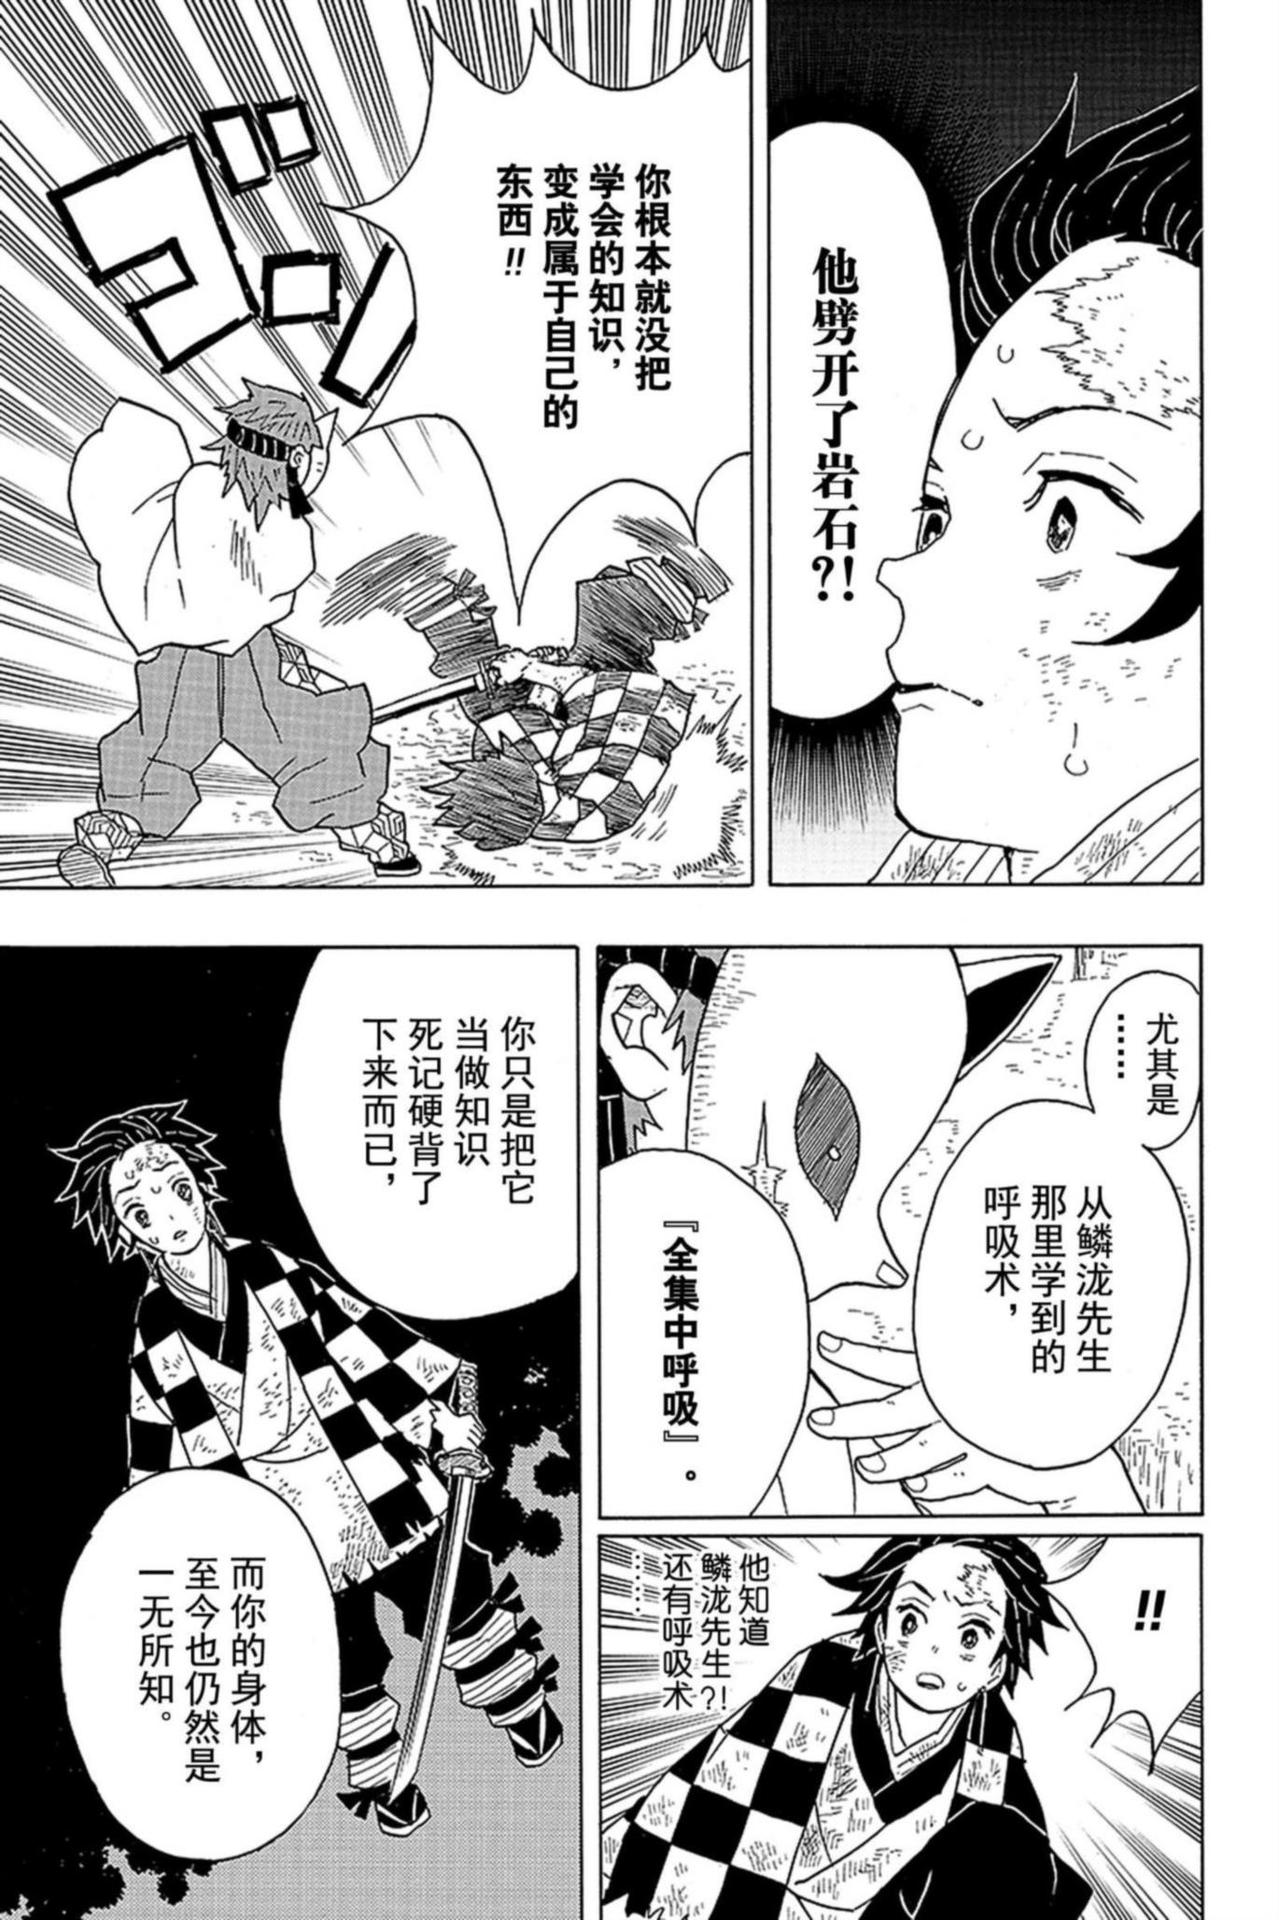 他劈开了岩石?!
你根本就没把
学会的知识，
变成属于自己的
东西!!
ゴッ
尤其是
……
从鳞泷先生
那里学到的
呼吸术，
『全集中呼吸』。
!!
他知道
鳞泷先生?!
还有呼吸术
……
你只是把它
当做知识
死记硬背了
下来而已，
而你的身体，
至今也仍然是
一无所知。